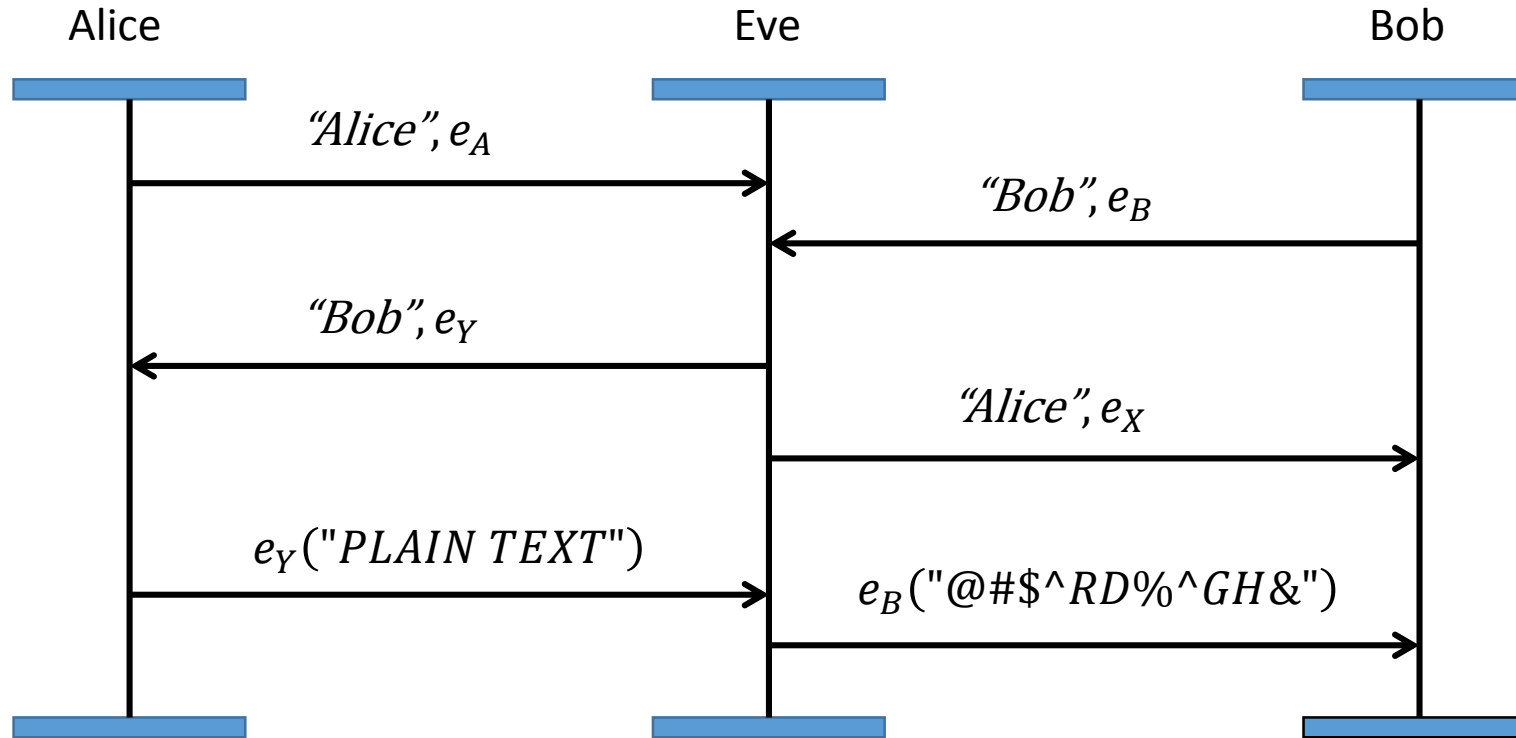 Alice
Eve
Bob
“Alice”, e_A
“Bob”, e_B
“Bob”, e_Y
“Alice”, e_X
e_Y("PLAIN TEXT")
e_B("@#$^RD%^GH&")